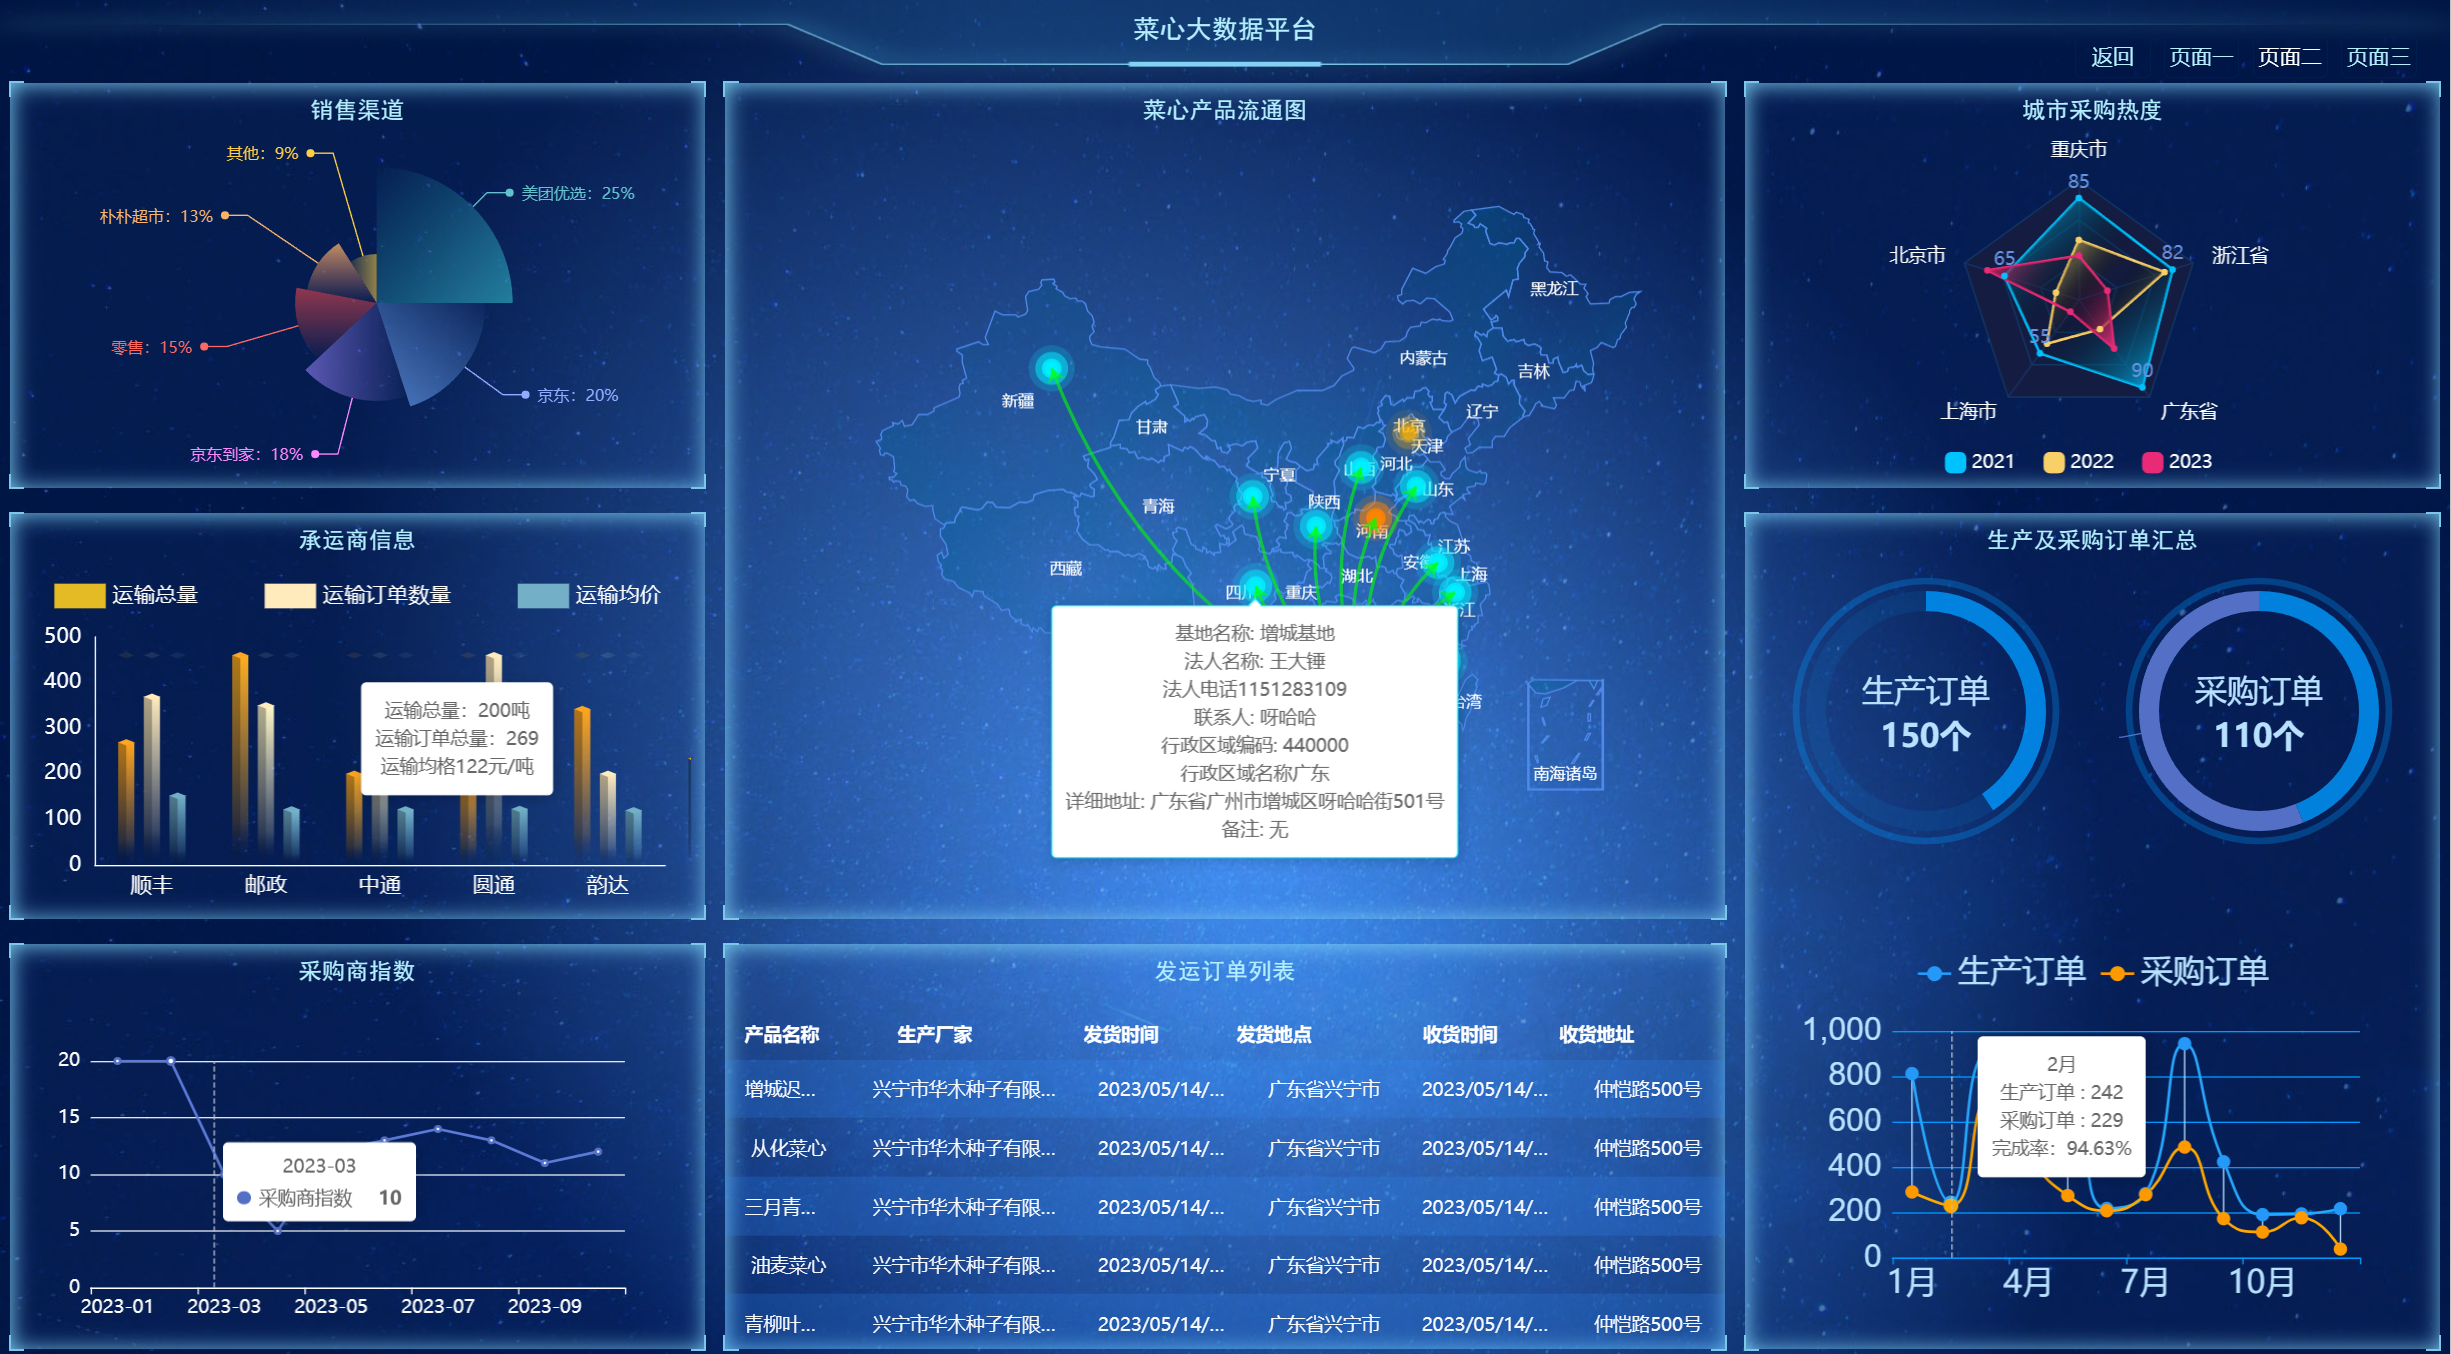 菜心大数据平台
返回 页面一 页面二 页面三
销售渠道
其他：9%
美团优选：25%
朴朴超市：13%
零售：15%
京东：20%
京东到家：18%
承运商信息
运输总量 运输订单数量 运输均价
500
400
300
200
100
0
运输总量：200吨
运输订单总量：269
运输均格122元/吨
顺丰 邮政 中通 圆通 韵达
采购商指数
20
15
10
5
0
2023-03
采购商指数 10
2023-01 2023-03 2023-05 2023-07 2023-09
菜心产品流通图
黑龙江
内蒙古
吉林
新疆
辽宁
甘肃
北京
天津
河北
宁夏
山东
陕西
青海
河南
江苏
西藏
湖北
上海
四川
重庆
南海诸岛
基地名称: 增城基地
法人名称: 王大锤
法人电话1151283109
联系人: 呀哈哈
行政区域编码: 440000
行政区域名称广东
详细地址: 广东省广州市增城区呀哈哈街501号
备注: 无
发运订单列表
产品名称 生产厂家 发货时间 发货地点 收货时间 收货地址
增城迟... 兴宁市华木种子有限... 2023/05/14/... 广东省兴宁市 2023/05/14/... 仲恺路500号
从化菜心 兴宁市华木种子有限... 2023/05/14/... 广东省兴宁市 2023/05/14/... 仲恺路500号
三月青... 兴宁市华木种子有限... 2023/05/14/... 广东省兴宁市 2023/05/14/... 仲恺路500号
油麦菜心 兴宁市华木种子有限... 2023/05/14/... 广东省兴宁市 2023/05/14/... 仲恺路500号
青柳叶... 兴宁市华木种子有限... 2023/05/14/... 广东省兴宁市 2023/05/14/... 仲恺路500号
城市采购热度
重庆市
85
北京市 65 82 浙江省
55
90
上海市 广东省
2021 2022 2023
生产及采购订单汇总
生产订单
150个
采购订单
110个
生产订单 采购订单
1,000
800
600
400
200
0
2月
生产订单 : 242
采购订单 : 229
完成率：94.63%
1月 4月 7月 10月